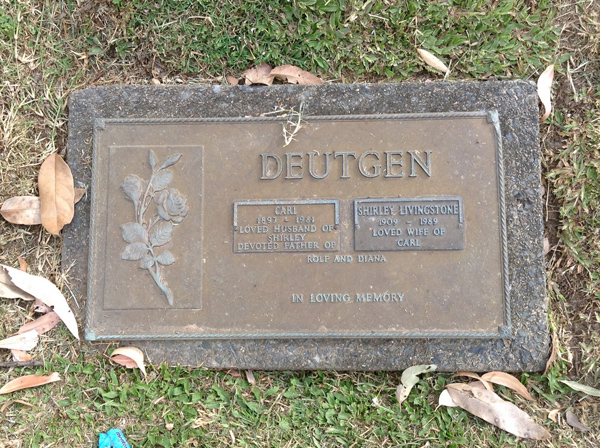 DEUTGEN
CARL
1893 - 1981
LOVED HUSBAND OF
SHIRLEY
DEVOTED FATHER OF
SHIRLEY LIVINGSTONE
1909 - 1989
LOVED WIFE OF
CARL
ROLF AND DIANA
IN LOVING MEMORY